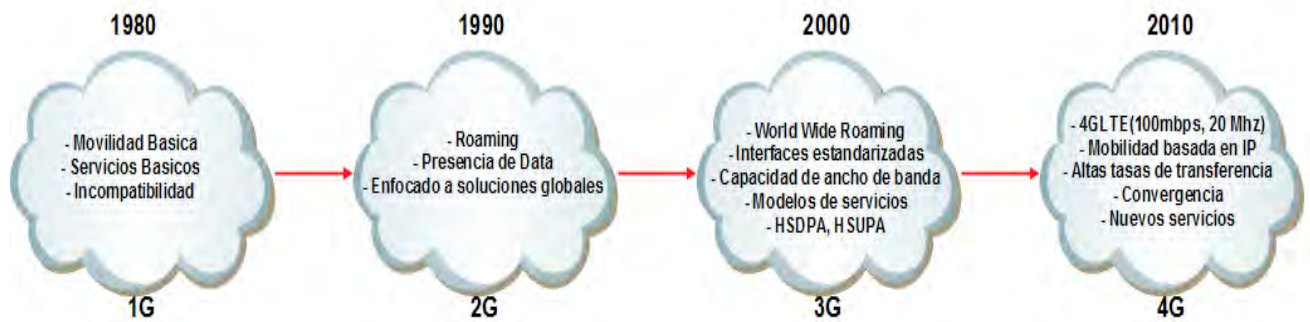 1980
- Movilidad Basica
- Servicios Basicos
- Incompatibilidad
1G
1990
- Roaming
- Presencia de Data
- Enfocado a soluciones globales
2G
2000
- World Wide Roaming
- Interfaces estandarizadas
- Capacidad de ancho de banda
- Modelos de servicios
- HSDPA, HSUPA
3G
2010
- 4GLTE(100mbps, 20 Mhz)
- Mobilidad basada en IP
- Altas tasas de transferencia
- Convergencia
- Nuevos servicios
4G